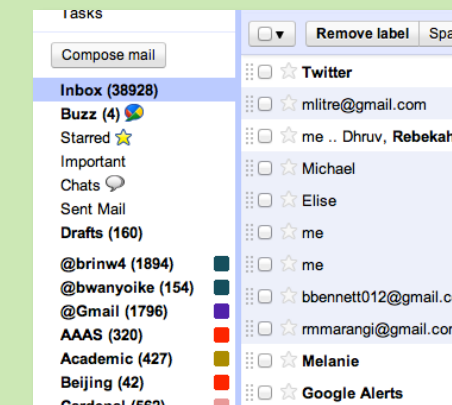 Tasks
Compose mail
Inbox (38928)
Buzz (4)
Starred
Important
Chats
Sent Mail
Drafts (160)
@brinw4 (1894)
@bwanyoike (154)
@Gmail (1796)
AAAS (320)
Academic (427)
Beijing (42)
Remove label Spa
Twitter
mlitre@gmail.com
me .. Dhruv, Rebekah
Michael
Elise
me
me
bbennett012@gmail.c
rmmarangi@gmail.cor
Melanie
Google Alerts